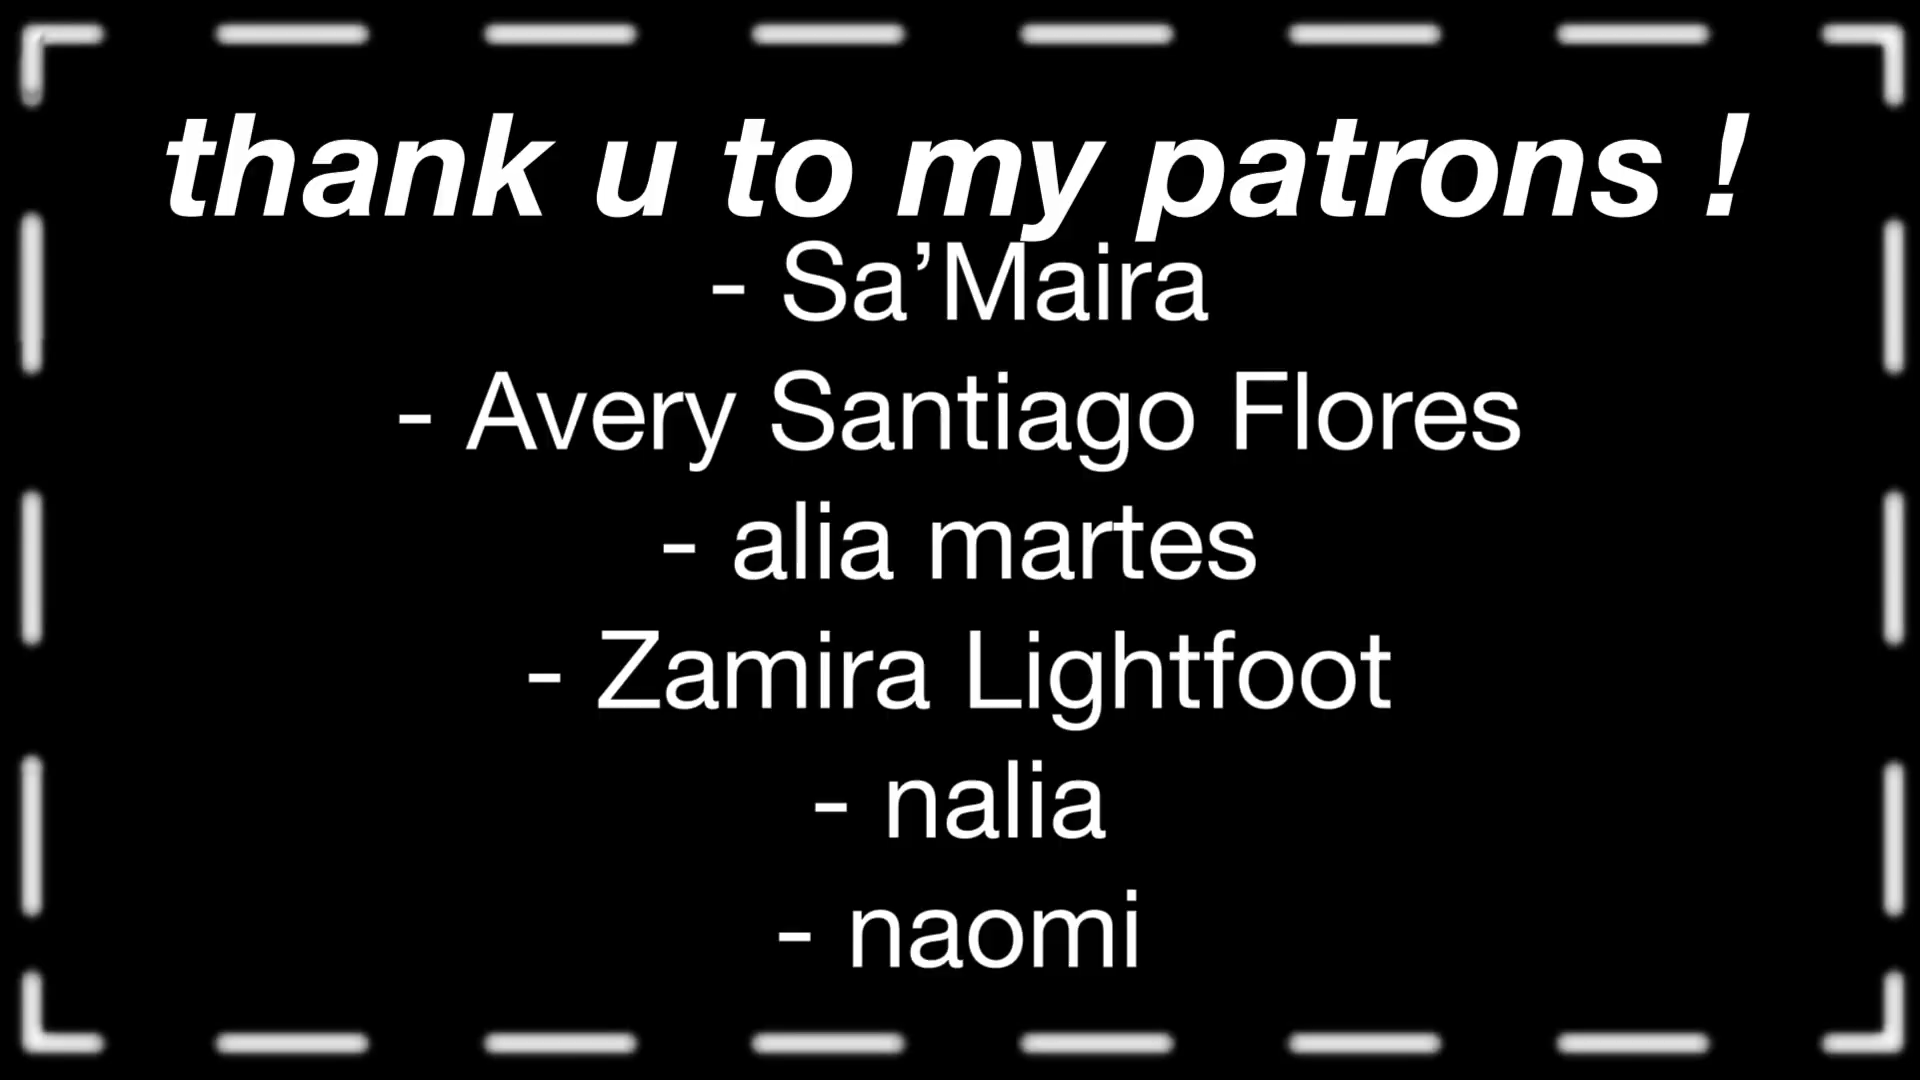 thank u to my patrons !
- Sa’Maira
- Avery Santiago Flores
- alia martes
- Zamira Lightfoot
- nalia
- naomi